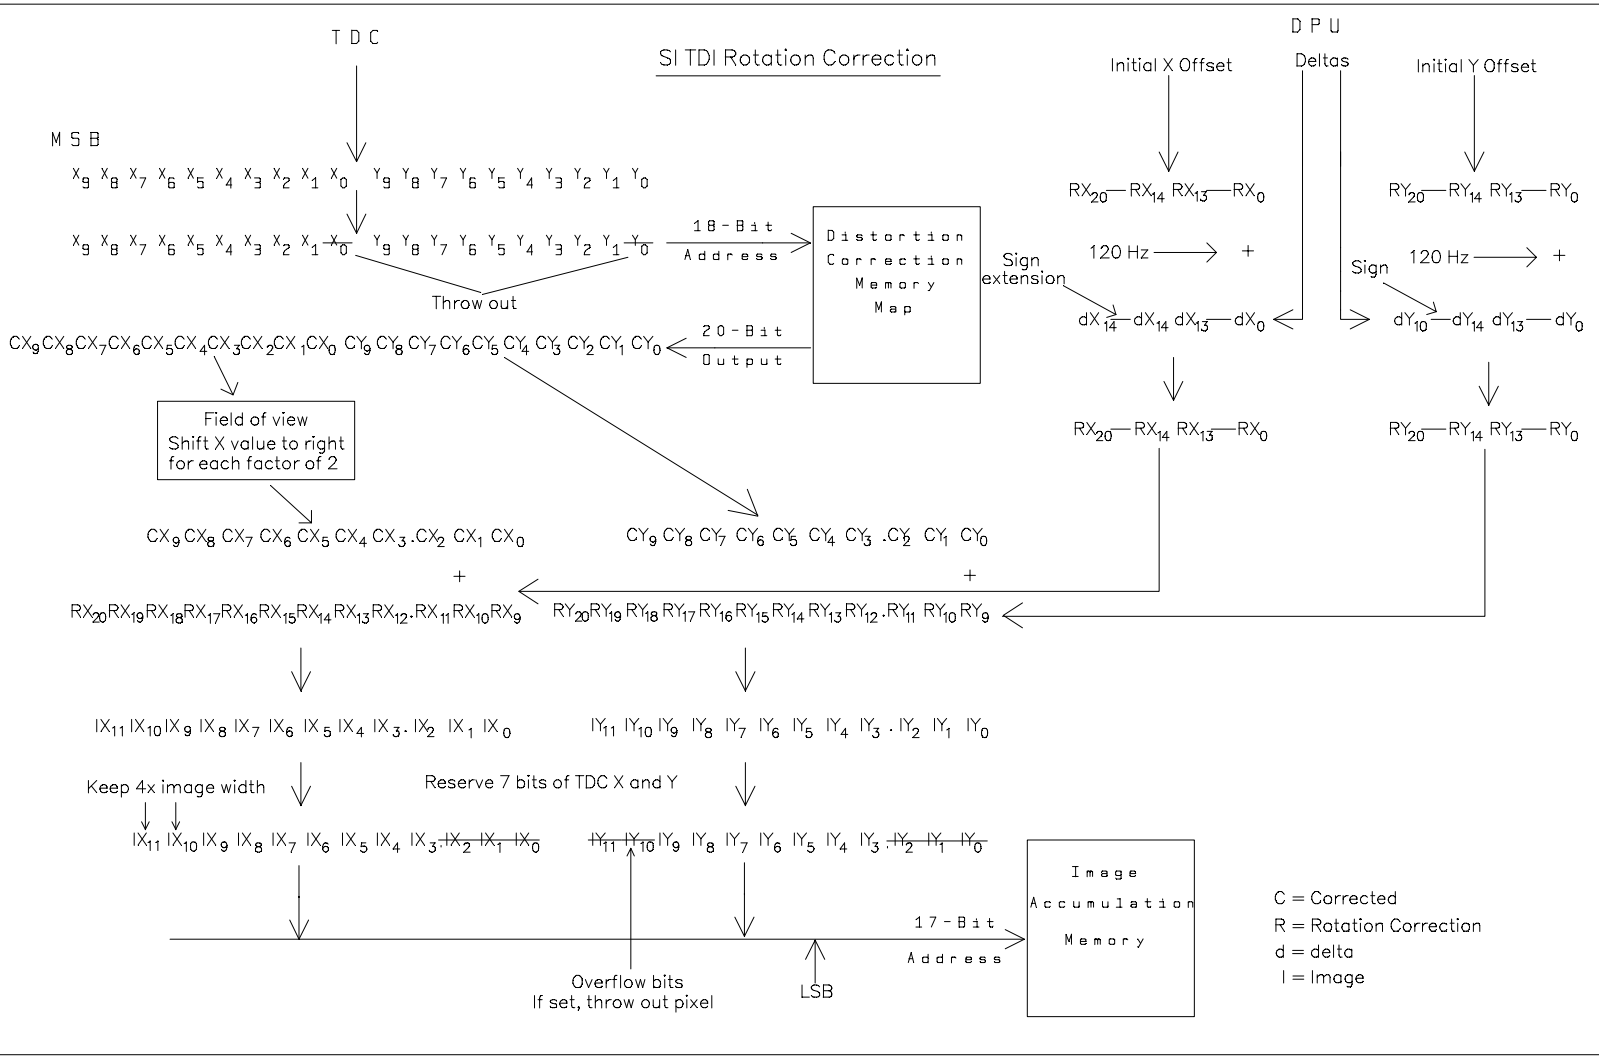 T D C
SI TDI Rotation Correction
D P U
Initial X Offset
Deltas
Initial Y Offset
M S B
X9 X8 X7 X6 X5 X4 X3 X2 X1 X0 Y9 Y8 Y7 Y6 Y5 Y4 Y3 Y2 Y1 Y0
RX20—RX14 RX13—RX0
RY20—RY14 RY13—RY0
X9 X8 X7 X6 X5 X4 X3 X2 X1 X0 Y9 Y8 Y7 Y6 Y5 Y4 Y3 Y2 Y1 Y0
18-Bit
Address
Distortion
Correction
Memory
Map
Throw out
120 Hz
+
120 Hz
+
Sign
extension
Sign
dX14—dX14 dX13—dX0
dY10—dY14 dY13—dY0
20-Bit
Output
CX9 CX8 CX7 CX6 CX5 CX4 CX3 CX2 CX1 CX0 CY9 CY8 CY7 CY6 CY5 CY4 CY3 CY2 CY1 CY0
Field of view
Shift X value to right
for each factor of 2
RX20—RX14 RX13—RX0
RY20—RY14 RY13—RY0
CX9 CX8 CX7 CX6 CX5 CX4 CX3 . CX2 CX1 CX0
CY9 CY8 CY7 CY6 CY5 CY4 CY3 . CY2 CY1 CY0
+
+
RX20 RX19 RX18 RX17 RX16 RX15 RX14 RX13 RX12 . RX11 RX10 RX9
RY20 RY19 RY18 RY17 RY16 RY15 RY14 RY13 RY12 . RY11 RY10 RY9
IX11 IX10 IX9 IX8 IX7 IX6 IX5 IX4 IX3 . IX2 IX1 IX0
IY11 IY10 IY9 IY8 IY7 IY6 IY5 IY4 IY3 . IY2 IY1 IY0
Keep 4x image width
Reserve 7 bits of TDC X and Y
IX11 IX10 IX9 IX8 IX7 IX6 IX5 IX4 IX3 . IX2 IX1 IX0
IY11 IY10 IY9 IY8 IY7 IY6 IY5 IY4 IY3 . IY2 IY1 IY0
17-Bit
Address
Image
Accumulation
Memory
Overflow bits
If set, throw out pixel
LSB
C = Corrected
R = Rotation Correction
d = delta
I = Image